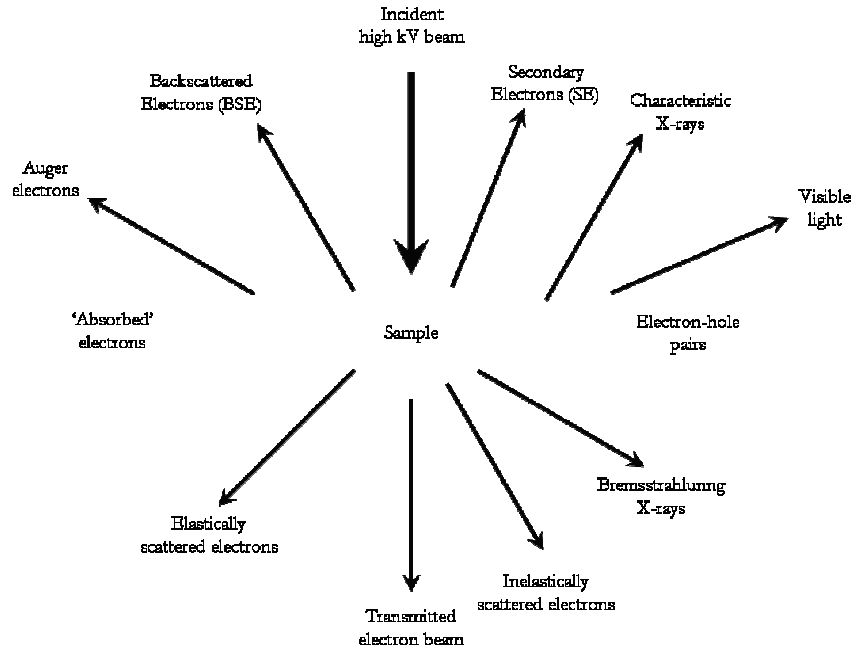 Incident
high kV beam
Backscattered
Electrons (BSE)
Secondary
Electrons (SE)
Characteristic
X-rays
Auger
electrons
Visible
light
'Absorbed'
electrons
Sample
Electron-hole
pairs
Bremsstrahlunng
X-rays
Elastically
scattered electrons
Inelastically
scattered electrons
Transmitted
electron beam